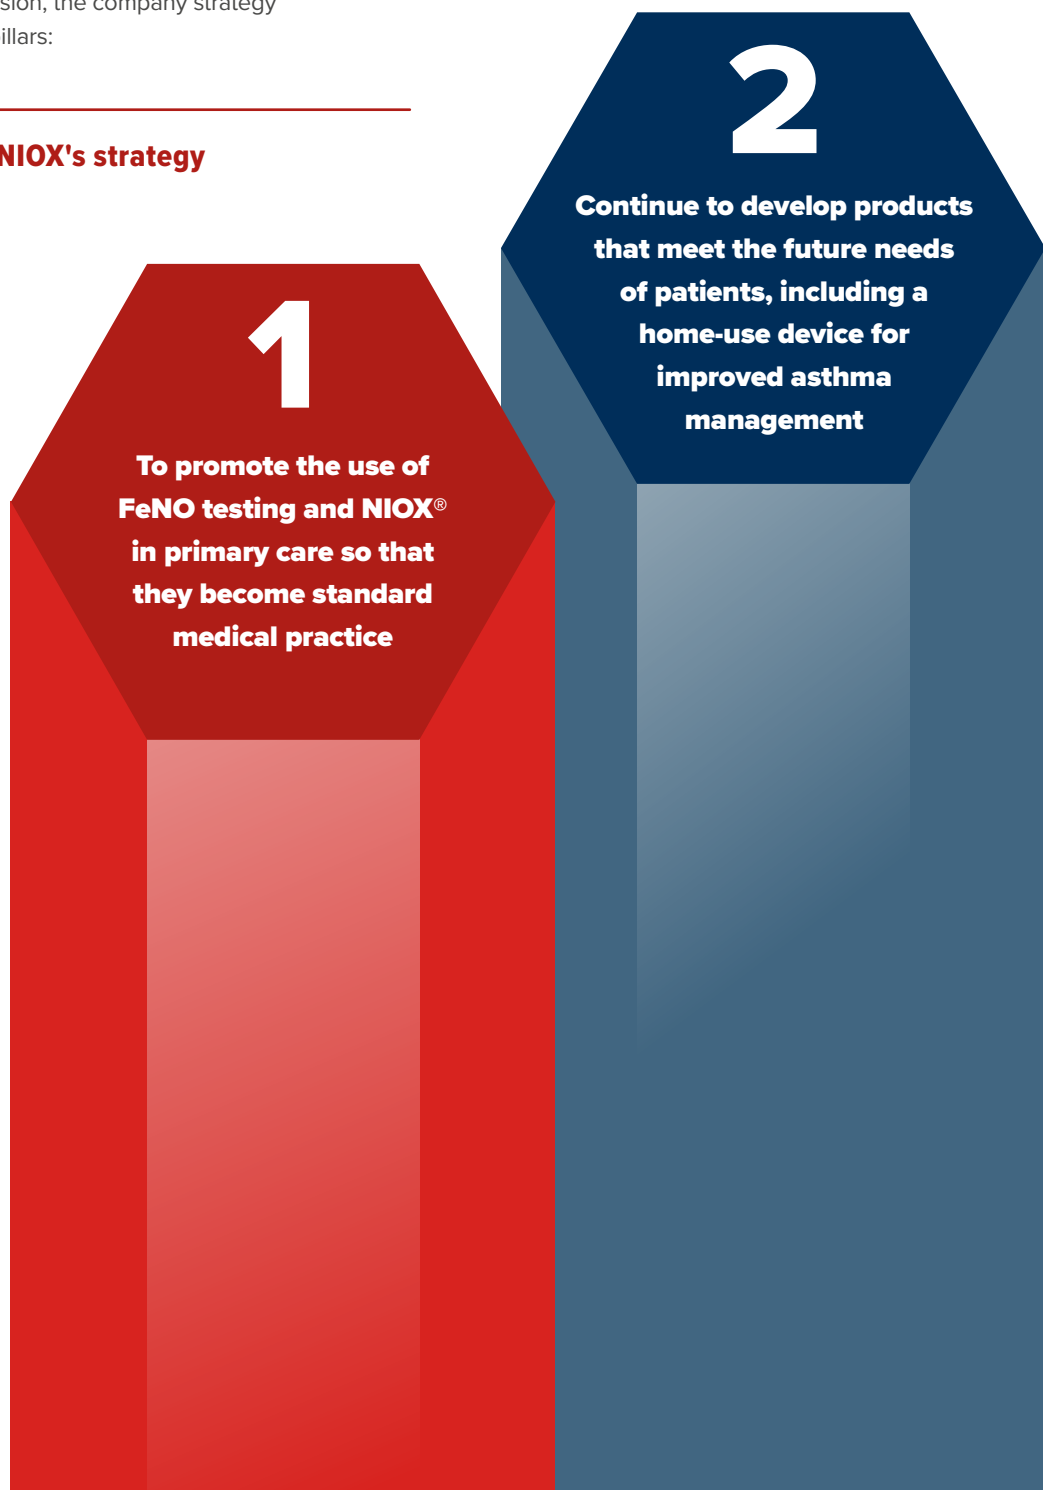 the company strategy
NIOX's strategy
1
To promote the use of
FeNO testing and NIOX®
in primary care so that
they become standard
medical practice
2
Continue to develop products
that meet the future needs
of patients, including a
home-use device for
improved asthma
management